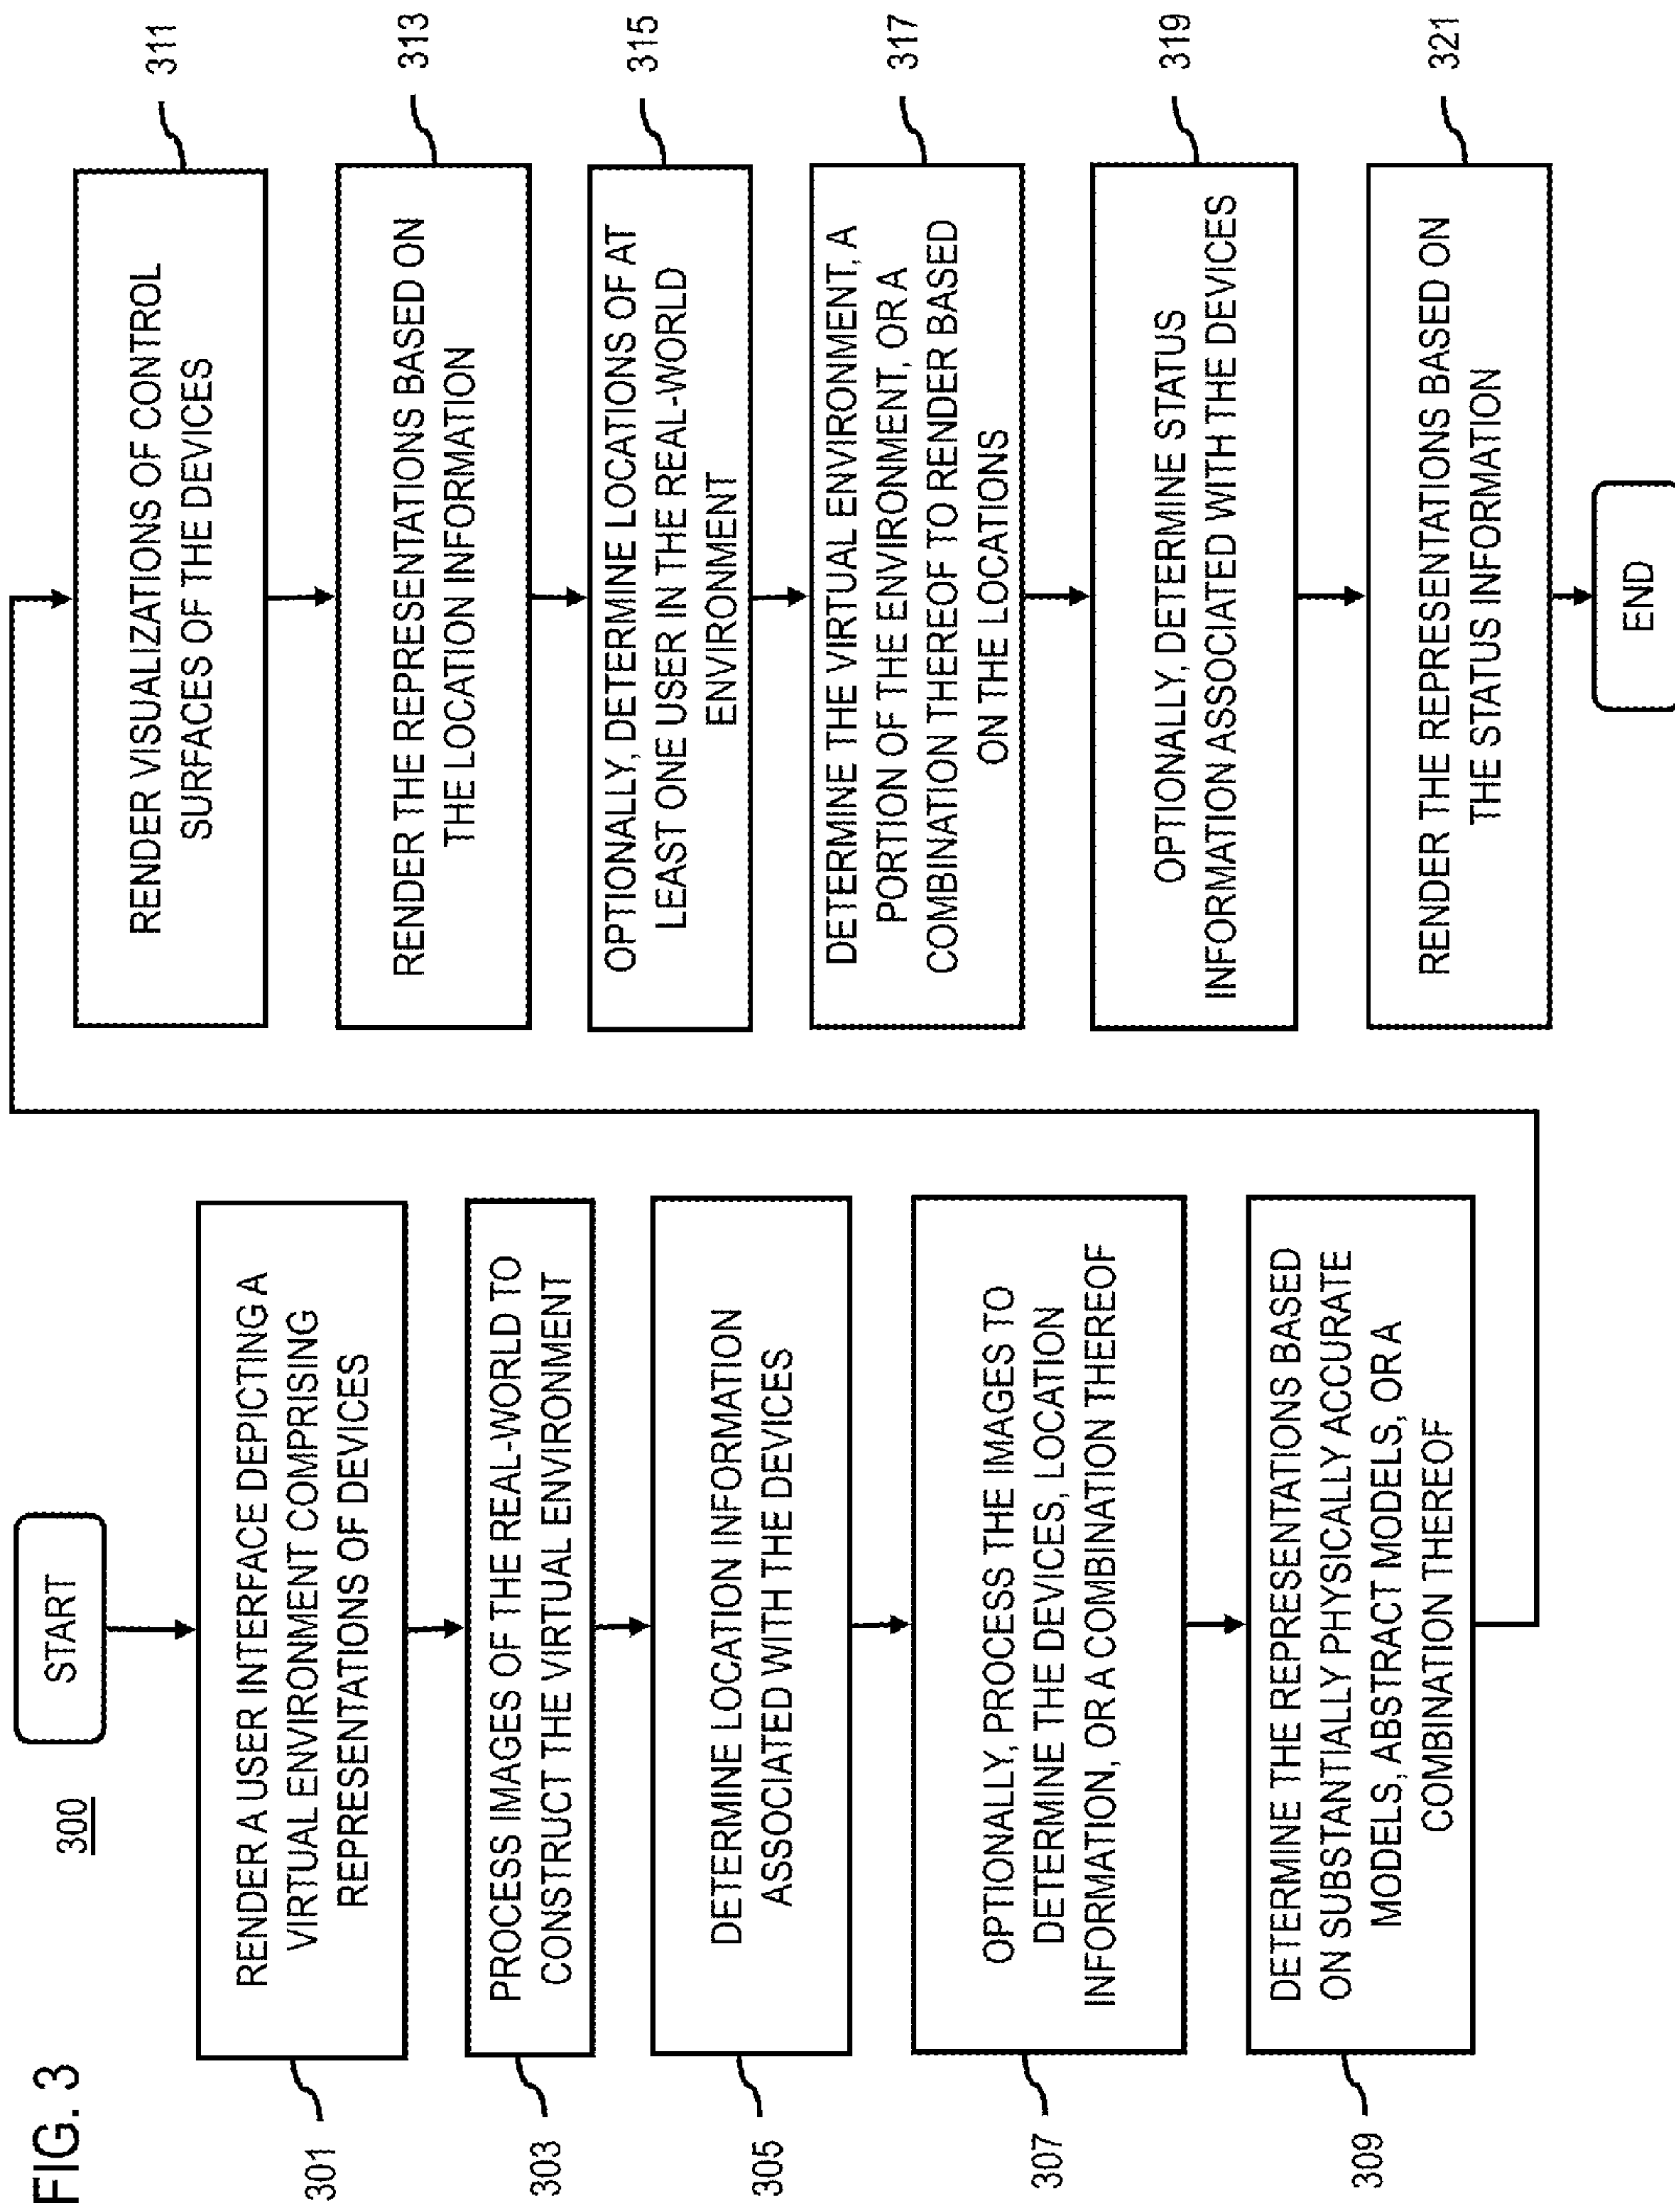 FIG. 3
300
START
RENDER A USER INTERFACE DEPICTING A
VIRTUAL ENVIRONMENT COMPRISING
REPRESENTATIONS OF DEVICES
301
PROCESS IMAGES OF THE REAL-WORLD TO
CONSTRUCT THE VIRTUAL ENVIRONMENT
303
DETERMINE LOCATION INFORMATION
ASSOCIATED WITH THE DEVICES
305
OPTIONALLY, PROCESS THE IMAGES TO
DETERMINE THE DEVICES, LOCATION
INFORMATION, OR A COMBINATION THEREOF
307
DETERMINE THE REPRESENTATIONS BASED
ON SUBSTANTIALLY PHYSICALLY ACCURATE
MODELS, ABSTRACT MODELS, OR A
COMBINATION THEREOF
309
RENDER VISUALIZATIONS OF CONTROL
SURFACES OF THE DEVICES
311
RENDER THE REPRESENTATIONS BASED ON
THE LOCATION INFORMATION
313
OPTIONALLY, DETERMINE LOCATIONS OF AT
LEAST ONE USER IN THE REAL-WORLD
ENVIRONMENT
315
DETERMINE THE VIRTUAL ENVIRONMENT, A
PORTION OF THE ENVIRONMENT, OR A
COMBINATION THEREOF TO RENDER BASED
ON THE LOCATIONS
317
OPTIONALLY, DETERMINE STATUS
INFORMATION ASSOCIATED WITH THE DEVICES
319
RENDER THE REPRESENTATIONS BASED ON
THE STATUS INFORMATION
321
END